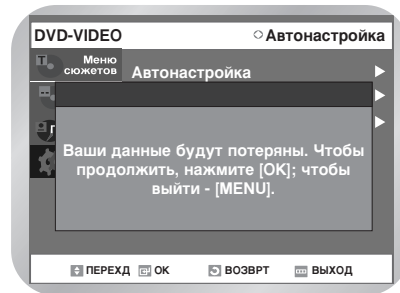 DVD-VIDEO Автонастройка
Меню
сюжетов Автонастройка
Ваши данные будут потеряны. Чтобы
продолжить, нажмите [OK]; чтобы
выйти - [MENU].
ПЕРЕХД OK ВОЗВРТ ВЫХОД